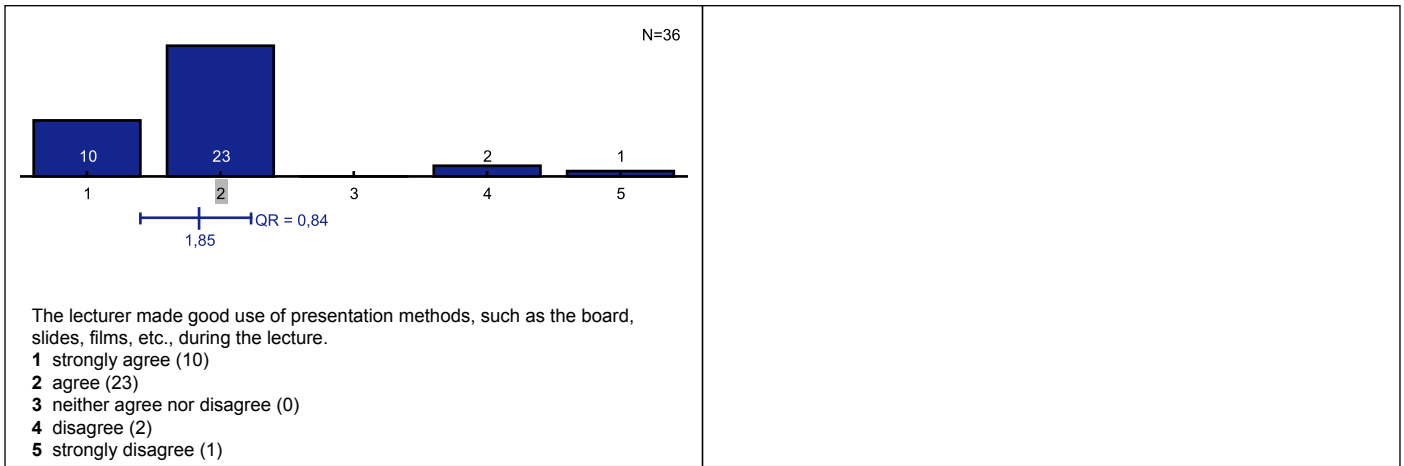 N=36
10 23 2 1
1 2 3 4 5
QR = 0,84
1,85
The lecturer made good use of presentation methods, such as the board,
slides, films, etc., during the lecture.
1 strongly agree (10)
2 agree (23)
3 neither agree nor disagree (0)
4 disagree (2)
5 strongly disagree (1)